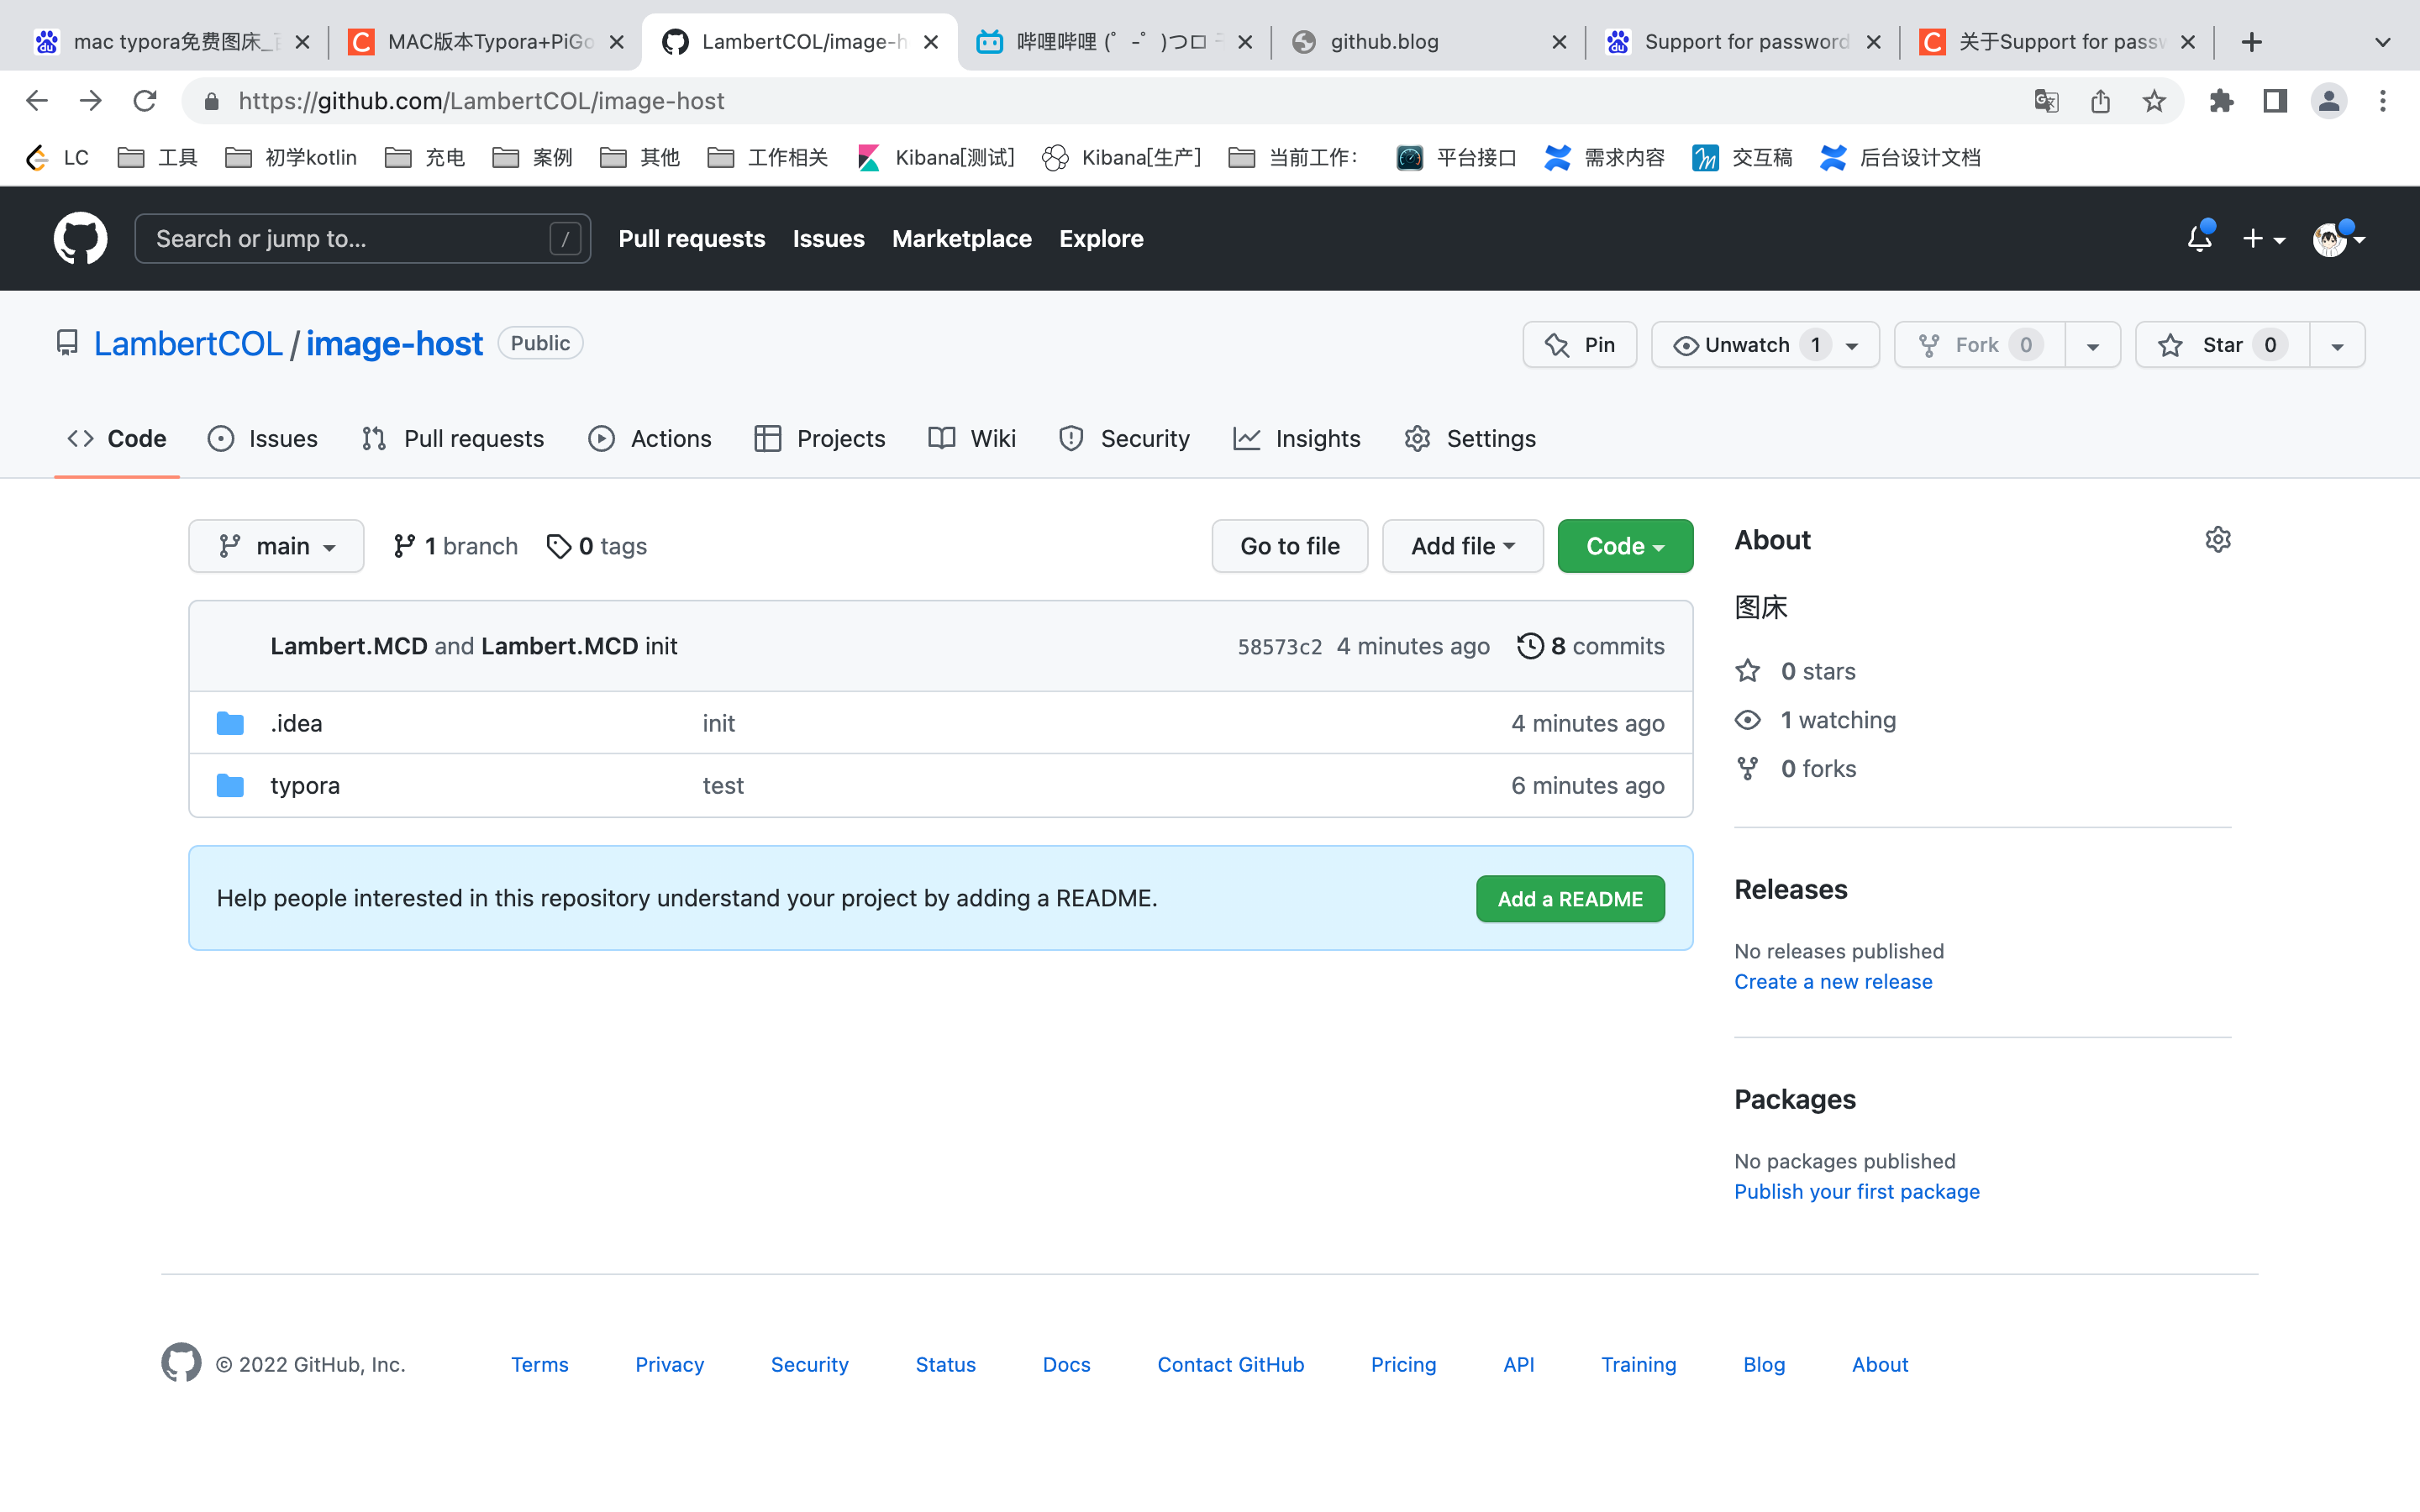 mac typora免费图床_
MAC版本Typora+PiGo
LambertCOL/image-h
哔哩哔哩 (゜-゜)つロ
github.blog
Support for password
关于Support for passw
https://github.com/LambertCOL/image-host
LC
工具
初学kotlin
充电
案例
其他
工作相关
Kibana[测试]
Kibana[生产]
当前工作：
平台接口
需求内容
交互稿
后台设计文档
Search or jump to...
/
Pull requests
Issues
Marketplace
Explore
LambertCOL / image-host
Public
Pin
Unwatch 1
Fork 0
Star 0
Code
Issues
Pull requests
Actions
Projects
Wiki
Security
Insights
Settings
main
1 branch
0 tags
Go to file
Add file
Code
Lambert.MCD and Lambert.MCD init
58573c2 4 minutes ago
8 commits
.idea
init
4 minutes ago
typora
test
6 minutes ago
Help people interested in this repository understand your project by adding a README.
Add a README
About
图床
0 stars
1 watching
0 forks
Releases
No releases published
Create a new release
Packages
No packages published
Publish your first package
© 2022 GitHub, Inc.
Terms
Privacy
Security
Status
Docs
Contact GitHub
Pricing
API
Training
Blog
About